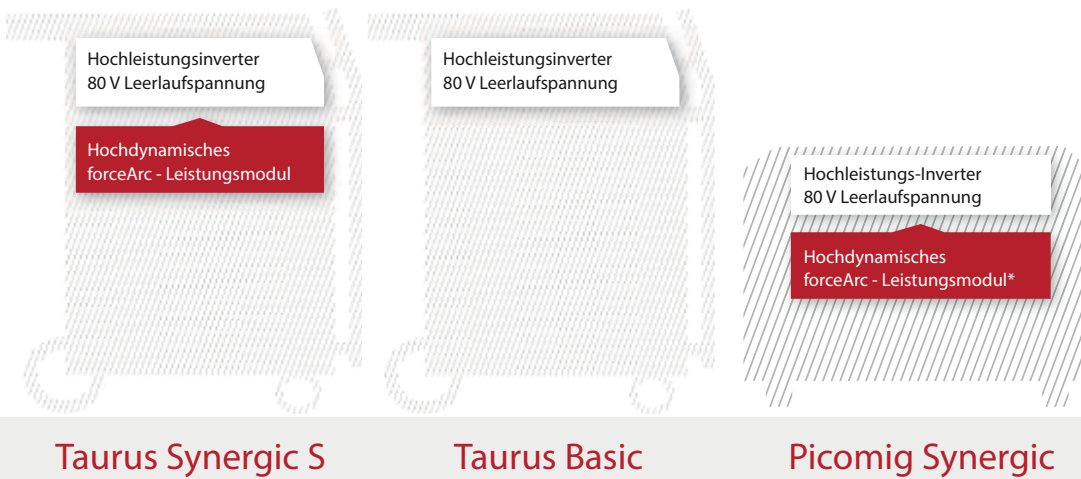 Hochleistungsinverter
80 V Leerlaufspannung
Hochdynamisches
forceArc - Leistungsmodul
Hochleistungsinverter
80 V Leerlaufspannung
Hochleistungs-Inverter
80 V Leerlaufspannung
Hochdynamisches
forceArc - Leistungsmodul*
Taurus Synergic S
Taurus Basic
Picomig Synergic